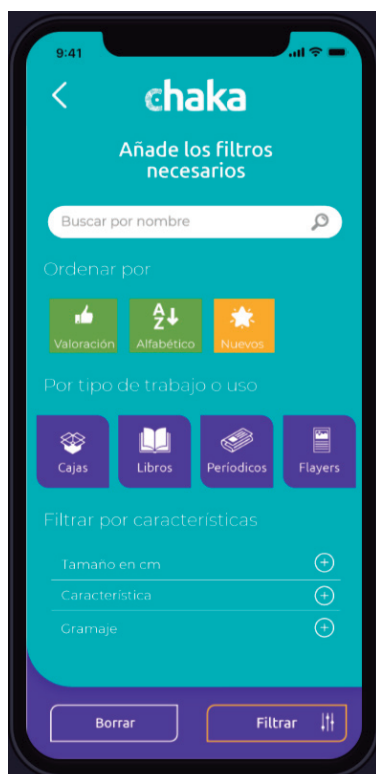 9:41
chaka
Añade los filtros
necesarios
Buscar por nombre
Ordenar por
Valoración Alfabético Nuevos
Por tipo de trabajo o uso
Cajas Libros Períodicos Flayers
Filtrar por características
Tamaño en cm
Característica
Gramaje
Borrar Filtrar